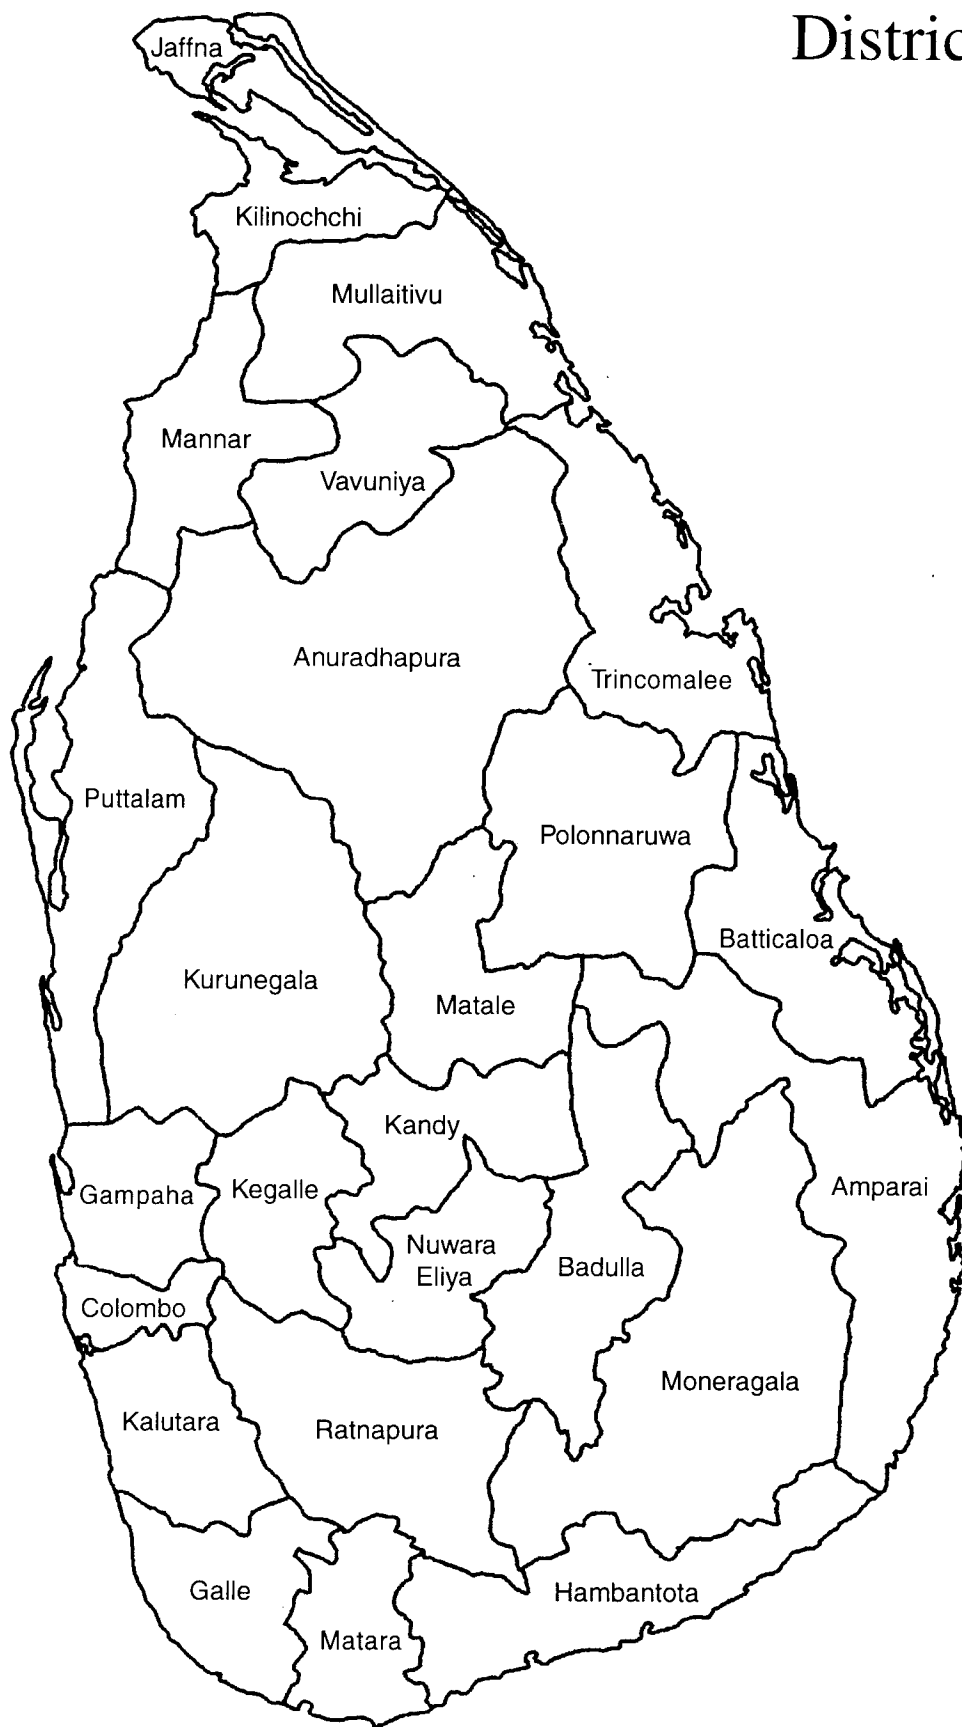 Distric
Jaffna
Kilinochchi
Mullaitivu
Mannar
Vavuniya
Anuradhapura
Trincomalee
Puttalam
Polonnaruwa
Batticaloa
Kurunegala
Matale
Kandy
Gampaha
Kegalle
Amparai
Nuwara
Eliya
Badulla
Colombo
Moneragala
Kalutara
Ratnapura
Galle
Hambantota
Matara